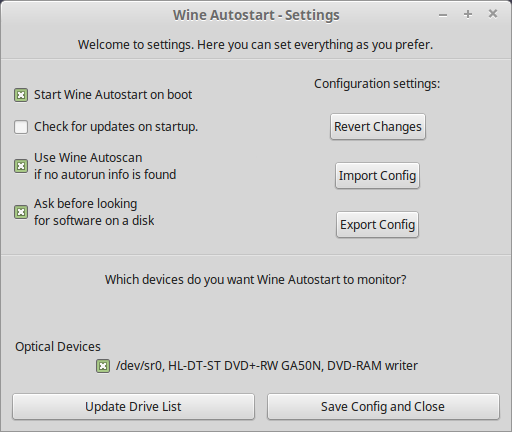 Wine Autostart - Settings
Welcome to settings. Here you can set everything as you prefer.
Start Wine Autostart on boot
Check for updates on startup.
Use Wine Autoscan
if no autorun info is found
Ask before looking
for software on a disk
Configuration settings:
Revert Changes
Import Config
Export Config
Which devices do you want Wine Autostart to monitor?
Optical Devices
/dev/sr0, HL-DT-ST DVD+-RW GA50N, DVD-RAM writer
Update Drive List
Save Config and Close